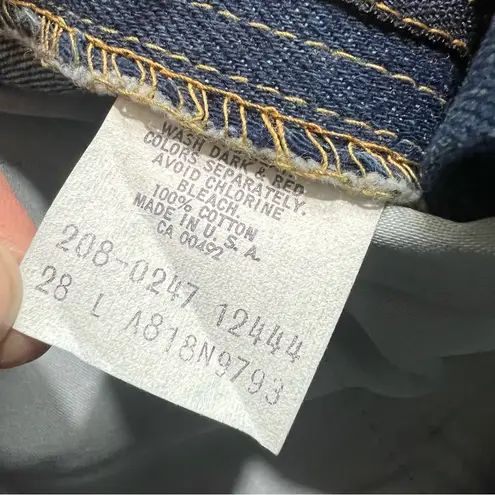 WASH DARK & RED
COLORS SEPARATELY.
AVOID CHLORINE
BLEACH.
100% COTTON
MADE IN U. S. A.
CA 00492
208-0247 12444
28 L A818N9793